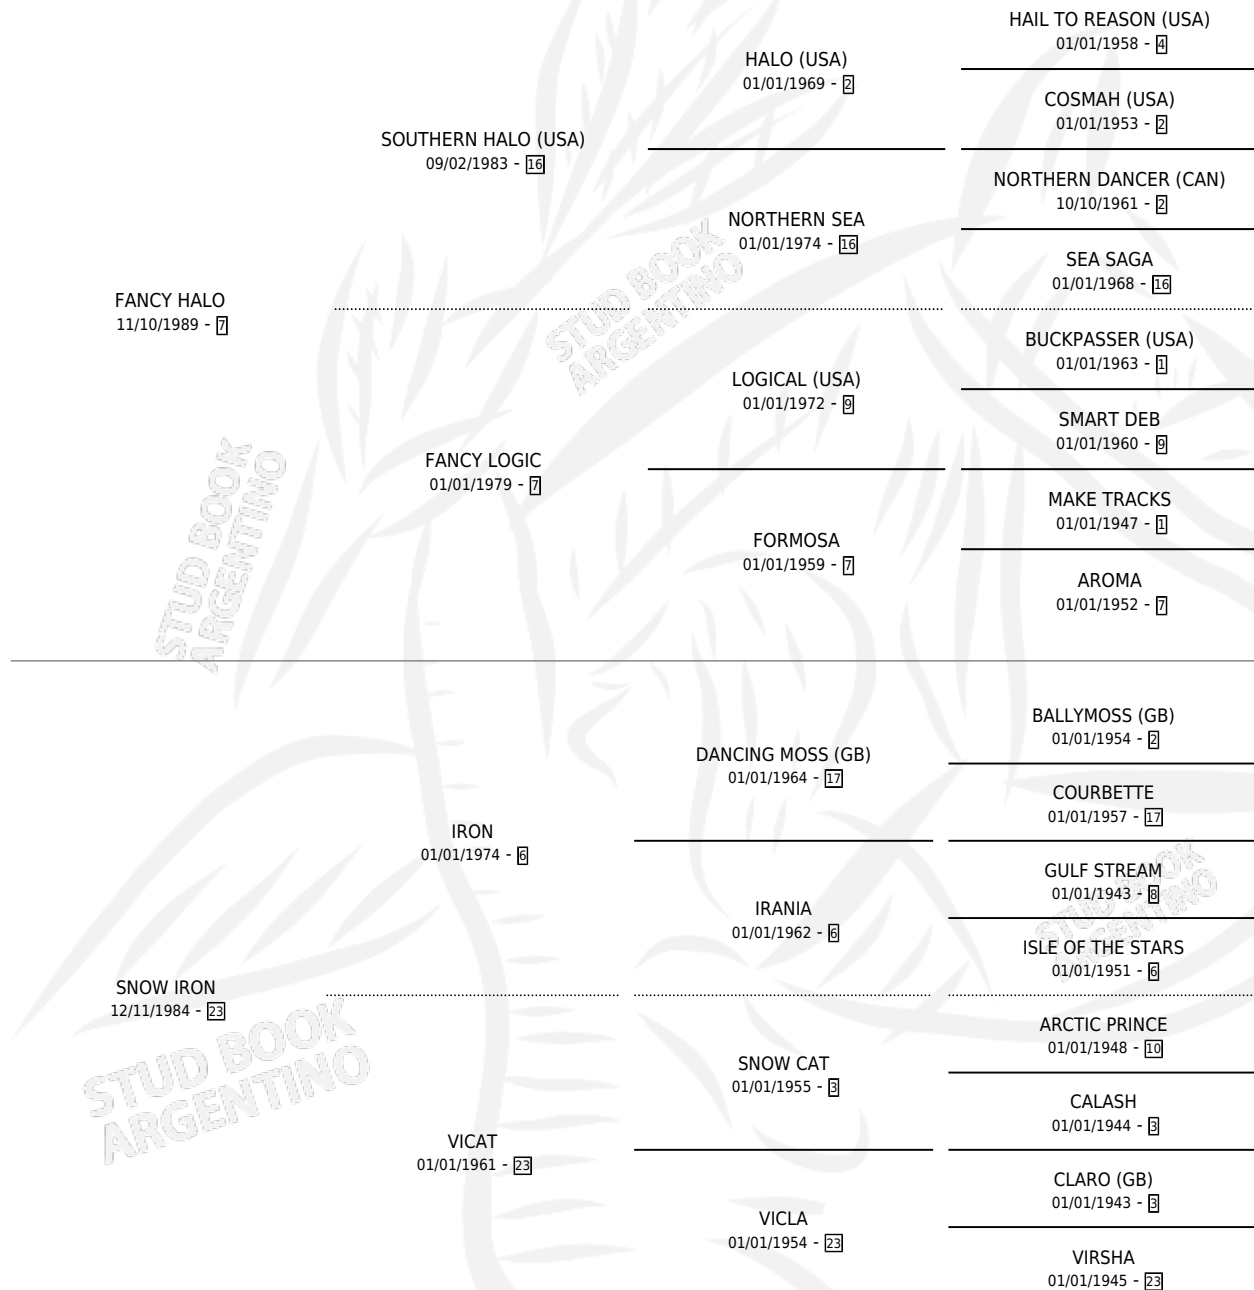 HAIL TO REASON (USA)
01/01/1958 - 4
HALO (USA)
01/01/1969 - 2
COSMAH (USA)
01/01/1953 - 2
SOUTHERN HALO (USA)
09/02/1983 - 16
NORTHERN DANCER (CAN)
10/10/1961 - 2
NORTHERN SEA
01/01/1974 - 16
SEA SAGA
01/01/1968 - 16
FANCY HALO
11/10/1989 - 7
BUCKPASSER (USA)
01/01/1963 - 1
LOGICAL (USA)
01/01/1972 - 9
SMART DEB
01/01/1960 - 9
FANCY LOGIC
01/01/1979 - 7
MAKE TRACKS
01/01/1947 - 1
FORMOSA
01/01/1959 - 7
AROMA
01/01/1952 - 7
BALLYMOSS (GB)
01/01/1954 - 2
DANCING MOSS (GB)
01/01/1964 - 17
COURBETTE
01/01/1957 - 17
IRON
01/01/1974 - 6
GULF STREAM
01/01/1943 - 8
IRANIA
01/01/1962 - 6
ISLE OF THE STARS
01/01/1951 - 6
SNOW IRON
12/11/1984 - 23
ARCTIC PRINCE
01/01/1948 - 10
SNOW CAT
01/01/1955 - 3
CALASH
01/01/1944 - 3
VICAT
01/01/1961 - 23
CLARO (GB)
01/01/1943 - 3
VICLA
01/01/1954 - 23
VIRSHA
01/01/1945 - 23
STUD BOOK
ARGENTINO
STUD BOOK
ARGENTINO
STUD BOOK
ARGENTINO
STUD BOOK
ARGENTINO